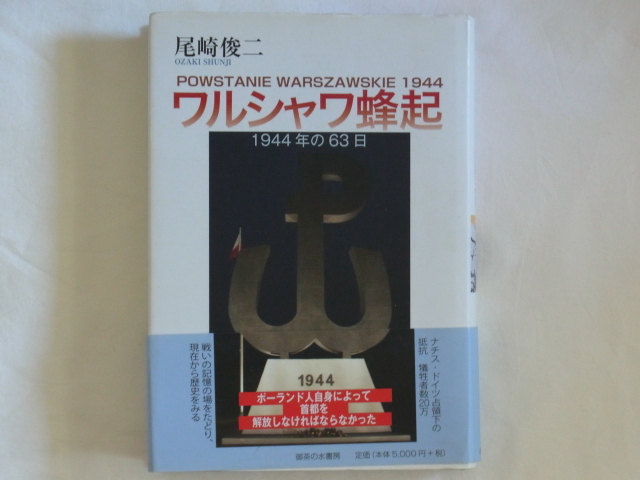 尾崎俊二
OZAKI SHUNJI
POWSTANIE WARSZAWSKIE 1944
ワルシャワ蜂起
1944年の63日
1944
ポーランド人自身によって
首都を
解放しなければならなかった
ナチス・ドイツ占領下の
抵抗 犠牲者数20万
戦いの記憶の場をたどり、
現在から歴史をみる
御茶の水書房
定価(本体5,000円+税)